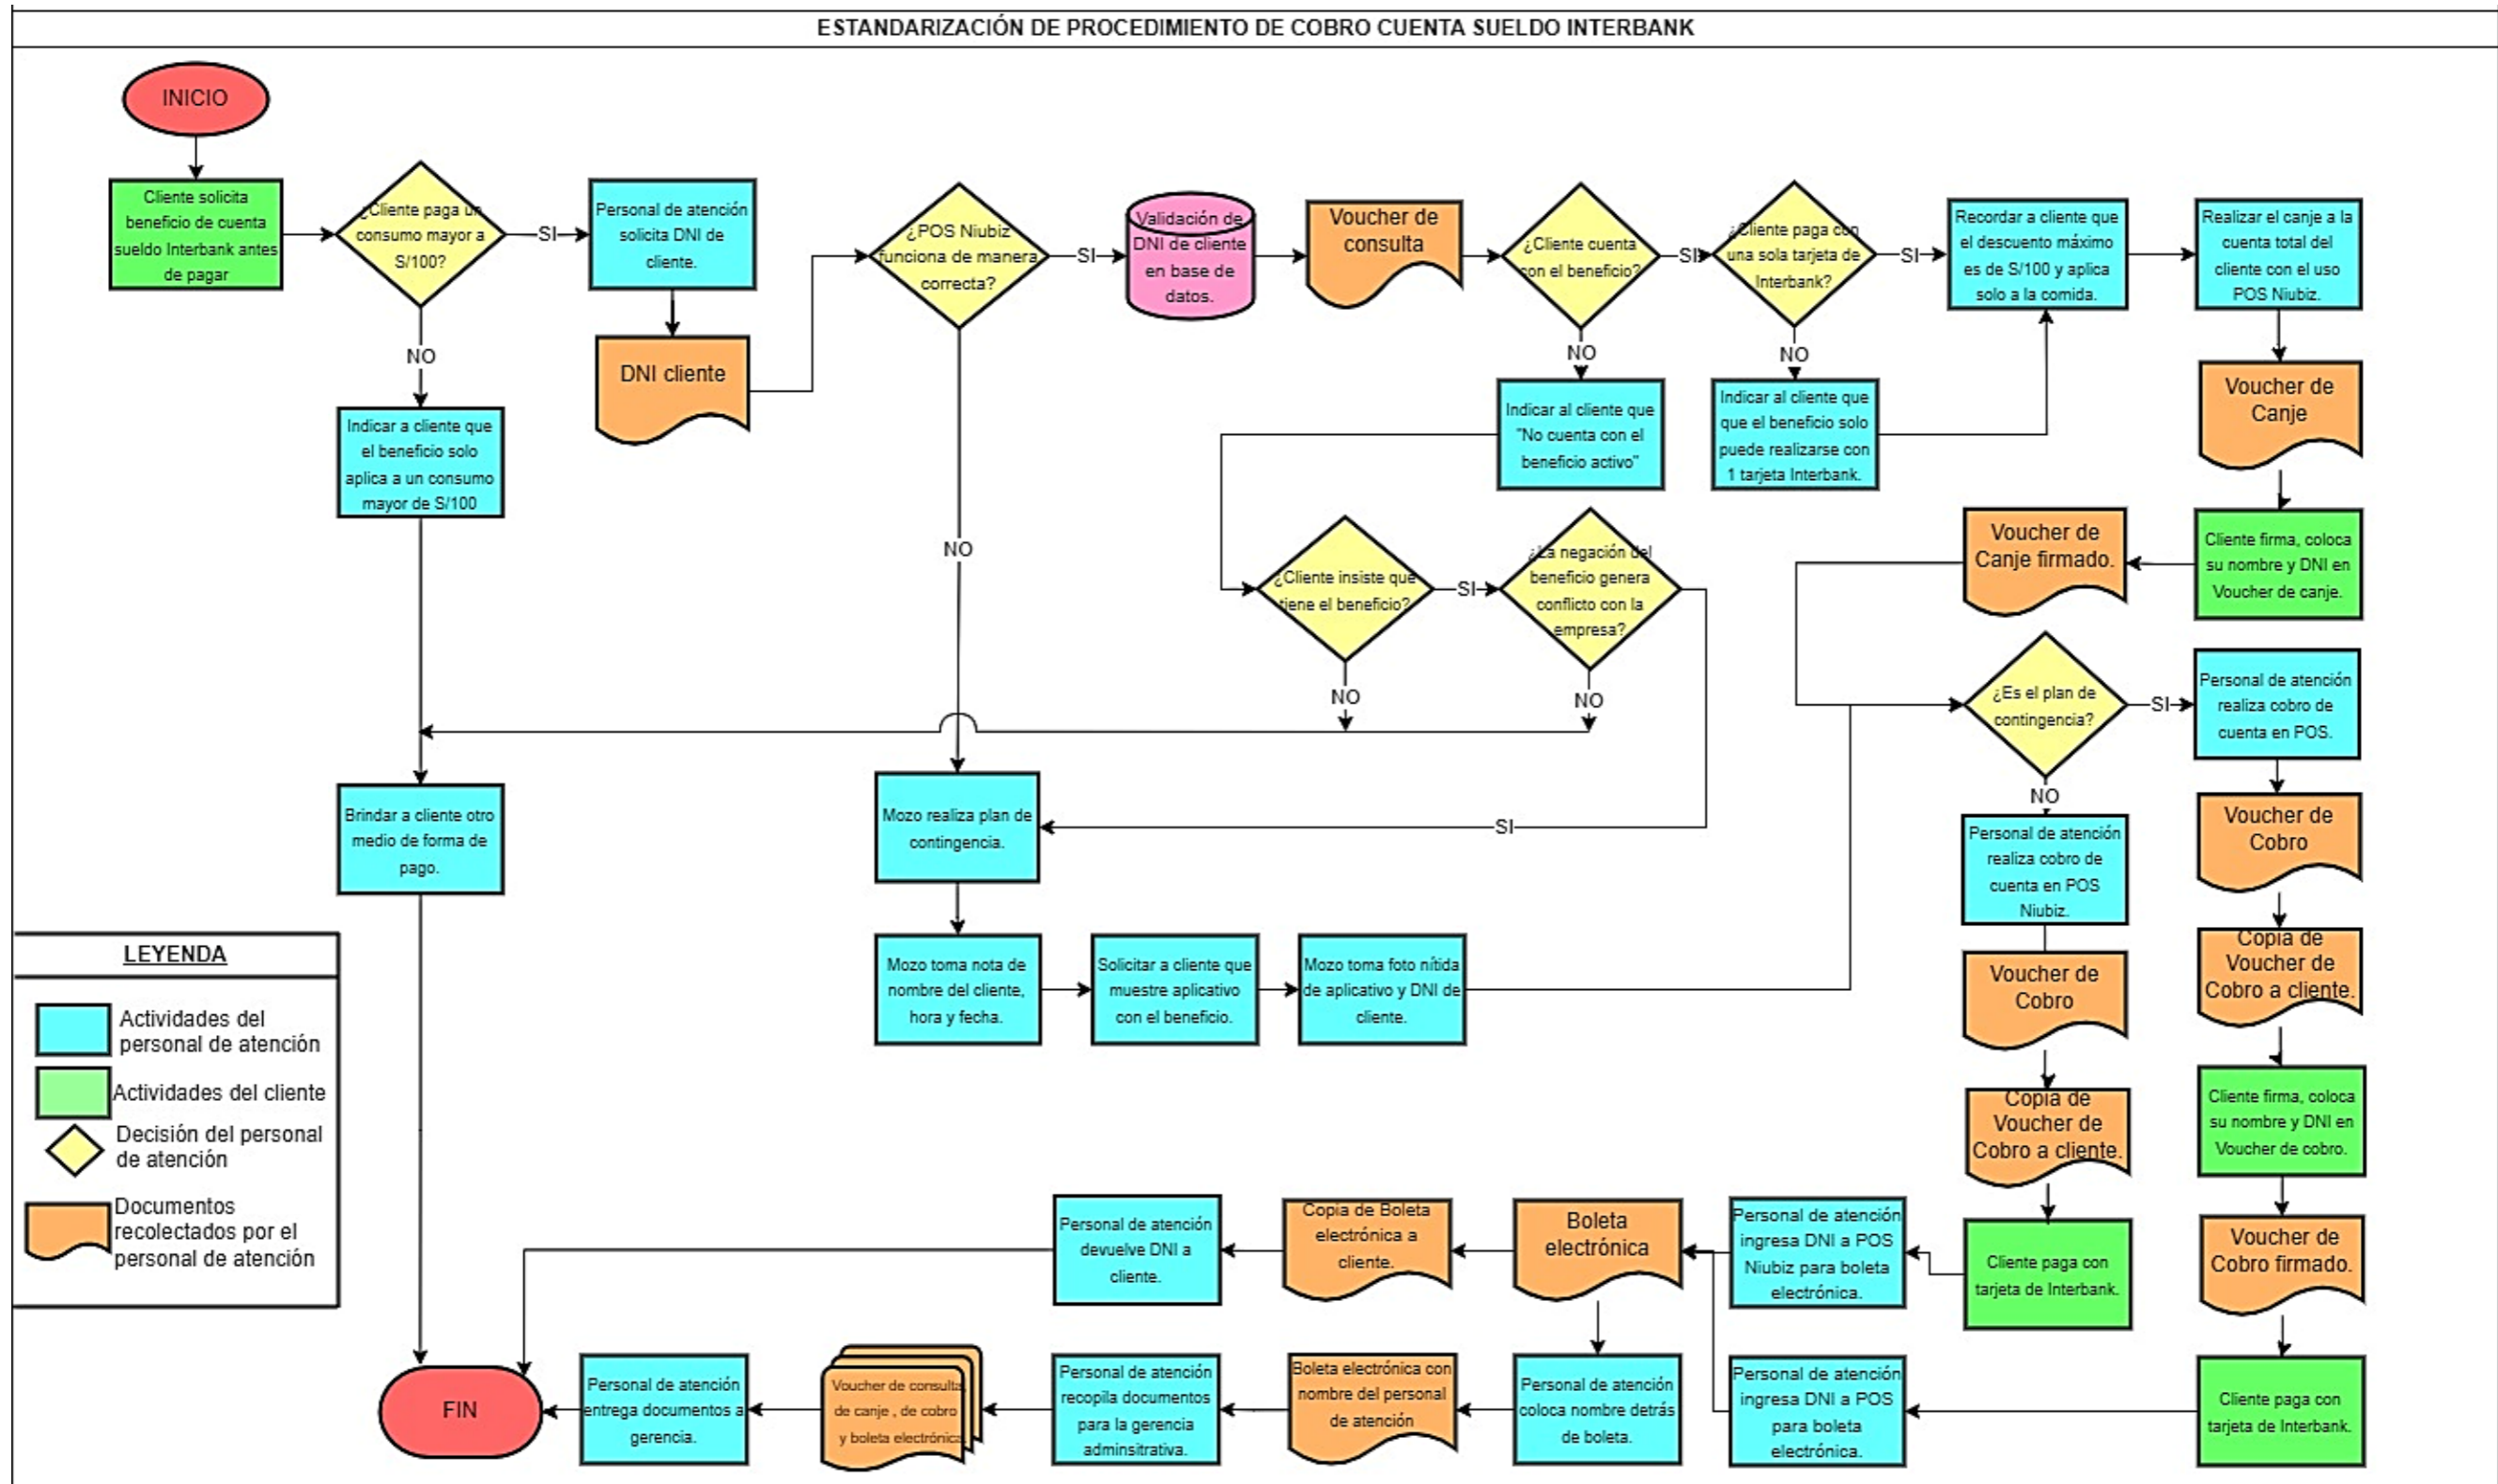 ESTANDARIZACIÓN DE PROCEDIMIENTO DE COBRO CUENTA SUELDO INTERBANK
INICIO
Cliente solicita
beneficio de cuenta
sueldo Interbank antes
de pagar
¿Cliente paga un
consumo mayor a
S/100?
SI
NO
Personal de atención
solicita DNI de
cliente.
DNI cliente
Indicar a cliente que
el beneficio solo
aplica a un consumo
mayor de S/100
¿POS Niubiz
funciona de manera
correcta?
SI
NO
Validación de
DNI de cliente
en base de
datos.
Voucher de
consulta
¿Cliente cuenta
con el beneficio?
SI
NO
¿Cliente paga con
una sola tarjeta de
Interbank?
SI
NO
Recordar a cliente que
el descuento máximo
es de S/100 y aplica
solo a la comida.
Realizar el canje a la
cuenta total del
cliente con el uso
POS Niubiz.
Indicar al cliente que
"No cuenta con el
beneficio activo"
Indicar al cliente que
que el beneficio solo
puede realizarse con
1 tarjeta Interbank.
Voucher de
Canje
¿Cliente insiste que
tiene el beneficio?
SI
NO
¿La negación del
beneficio genera
conflicto con la
empresa?
NO
SI
Voucher de
Canje firmado.
Cliente firma, coloca
su nombre y DNI en
Voucher de canje.
¿Es el plan de
contingencia?
SI
NO
Personal de atención
realiza cobro de
cuenta en POS.
Brindar a cliente otro
medio de forma de
pago.
Mozo realiza plan de
contingencia.
Personal de atención
realiza cobro de
cuenta en POS
Niubiz.
Voucher de
Cobro
Mozo toma nota de
nombre del cliente,
hora y fecha.
Solicitar a cliente que
muestre aplicativo
con el beneficio.
Mozo toma foto nítida
de aplicativo y DNI de
cliente.
Voucher de
Cobro
Copia de
Voucher de
Cobro a cliente.
Copia de
Voucher de
Cobro a cliente.
Cliente firma, coloca
su nombre y DNI en
Voucher de cobro.
LEYENDA
Actividades del
personal de atención
Actividades del cliente
Decisión del personal
de atención
Documentos
recolectados por el
personal de atención
Personal de atención
devuelve DNI a
cliente.
Copia de Boleta
electrónica a
cliente.
Boleta
electrónica
Personal de atención
ingresa DNI a POS
Niubiz para boleta
electrónica.
Cliente paga con
tarjeta de Interbank.
Voucher de
Cobro firmado.
FIN
Personal de atención
entrega documentos a
gerencia.
Voucher de consulta,
de canje , de cobro
y boleta electrónica
Personal de atención
recopila documentos
para la gerencia
adminsitrativa.
Boleta electrónica con
nombre del personal
de atención
Personal de atención
coloca nombre detrás
de boleta.
Personal de atención
ingresa DNI a POS
para boleta
electrónica.
Cliente paga con
tarjeta de Interbank.